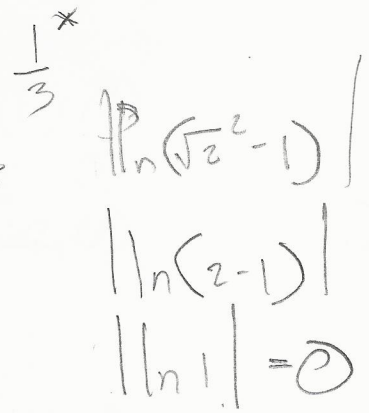 1/3 *
|ln(√2² - 1)|
|ln(2-1)|
|ln 1| = 0